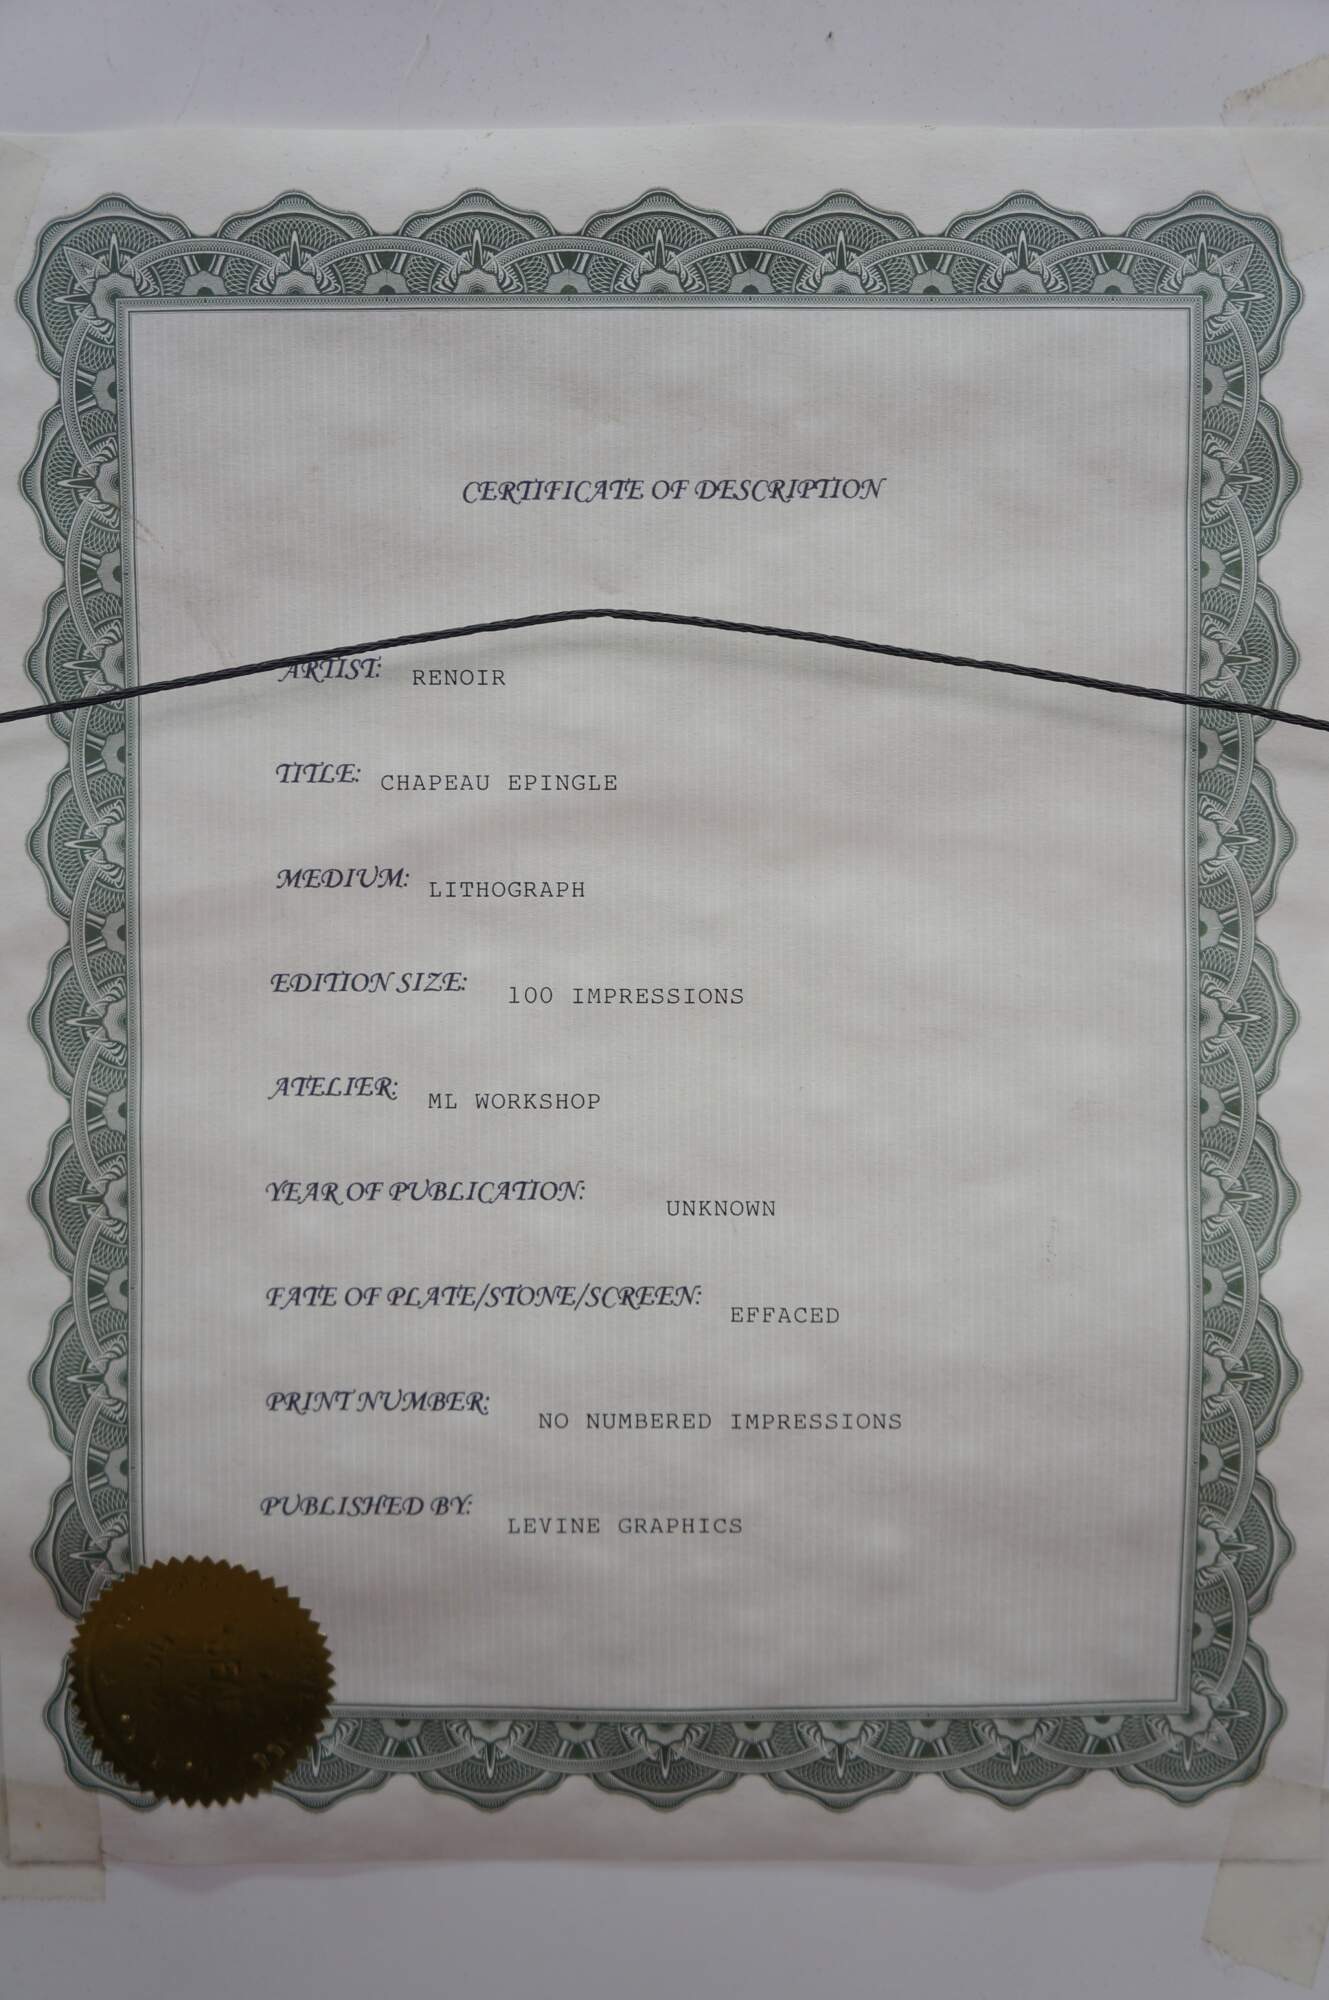 CERTIFICATE OF DESCRIPTION
ARTIST: RENOIR
TITLE: CHAPEAU EPINGLE
MEDIUM: LITHOGRAPH
EDITION SIZE: 100 IMPRESSIONS
ATELIER: ML WORKSHOP
YEAR OF PUBLICATION: UNKNOWN
FATE OF PLATE/STONE/SCREEN: EFFACED
PRINT NUMBER: NO NUMBERED IMPRESSIONS
PUBLISHED BY: LEVINE GRAPHICS